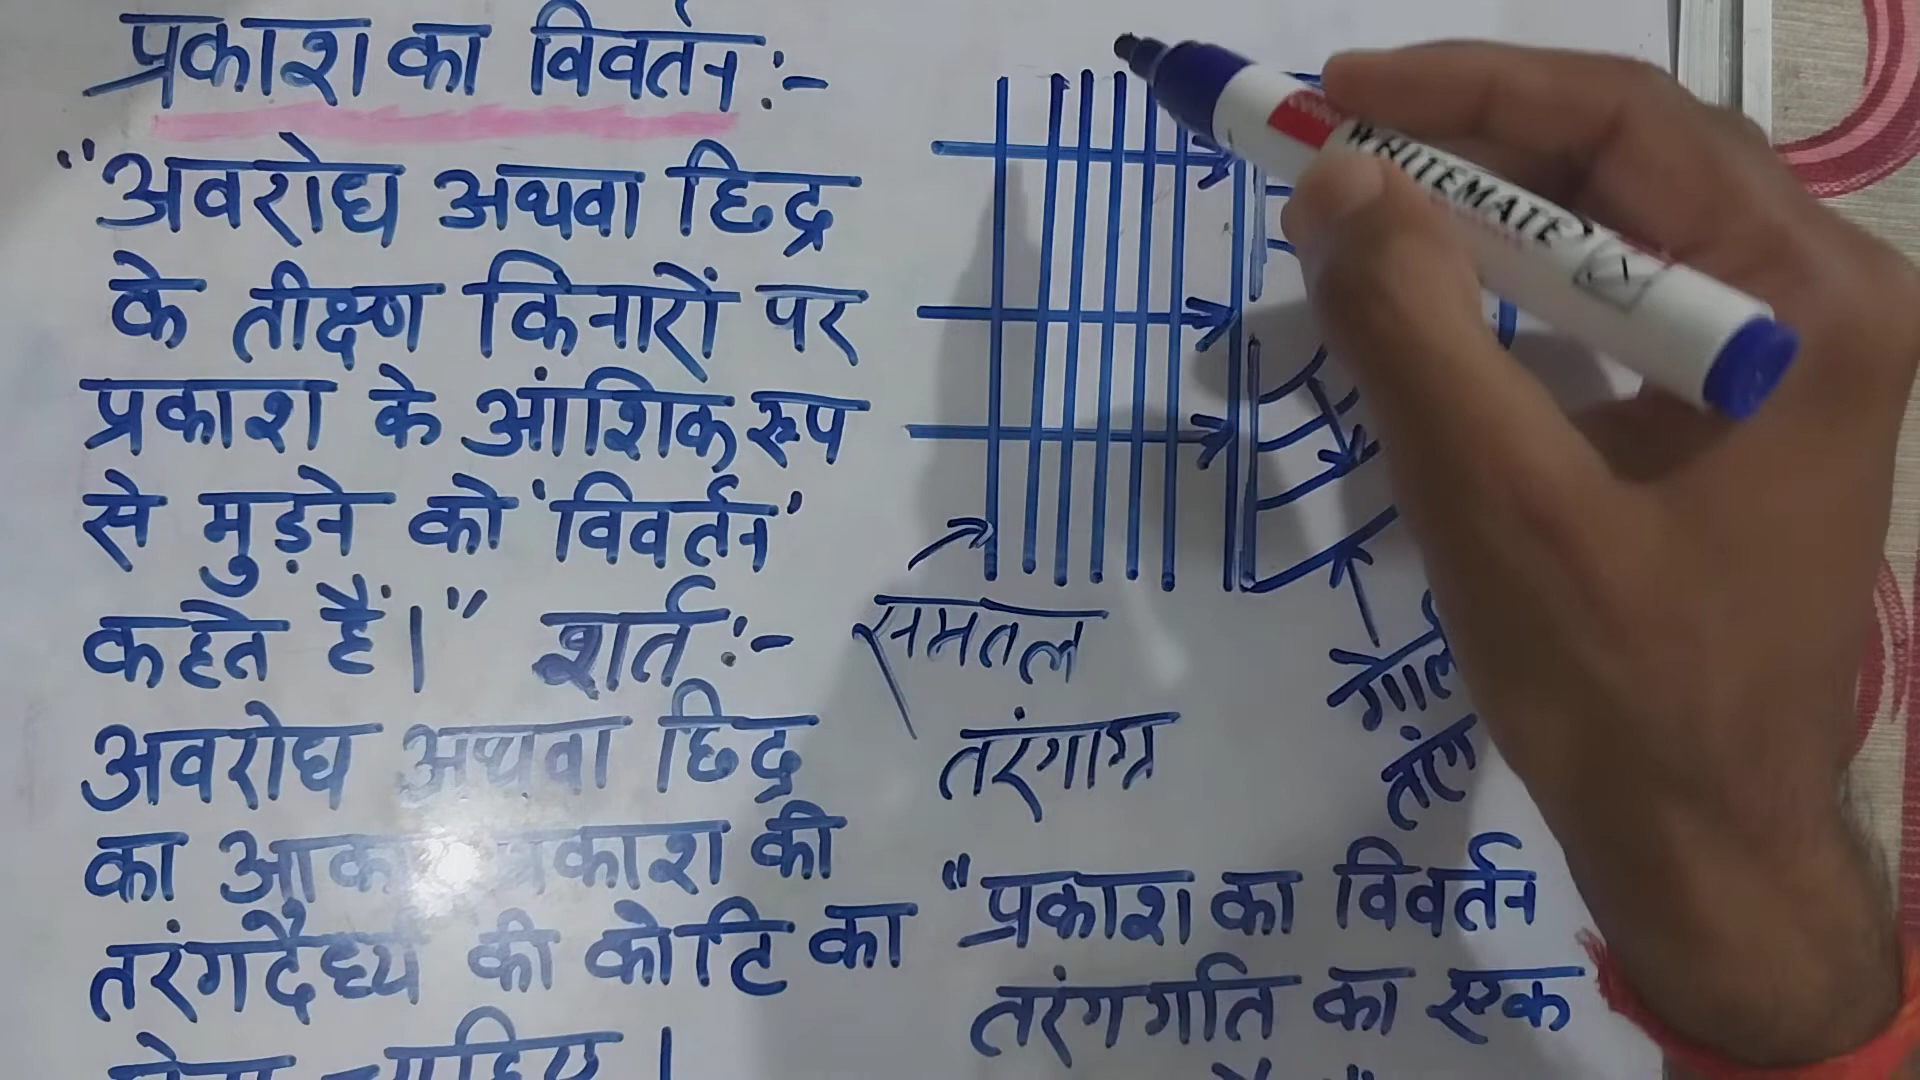 प्रकाश का विवर्तन :-
"अवरोध अथवा छिद्र
के तीक्ष्ण किनारों पर
प्रकाश के आंशिक रूप
से मुड़ने को 'विवर्तन'
कहते हैं।" शर्त :-
अवरोध अथवा छिद्र
का प्रकाश की
तरंगदैर्ध्य की कोटि का
समतल
तरंगाग्र
"प्रकाश का विवर्तन
तरंगगति का एक
WHITEMATE